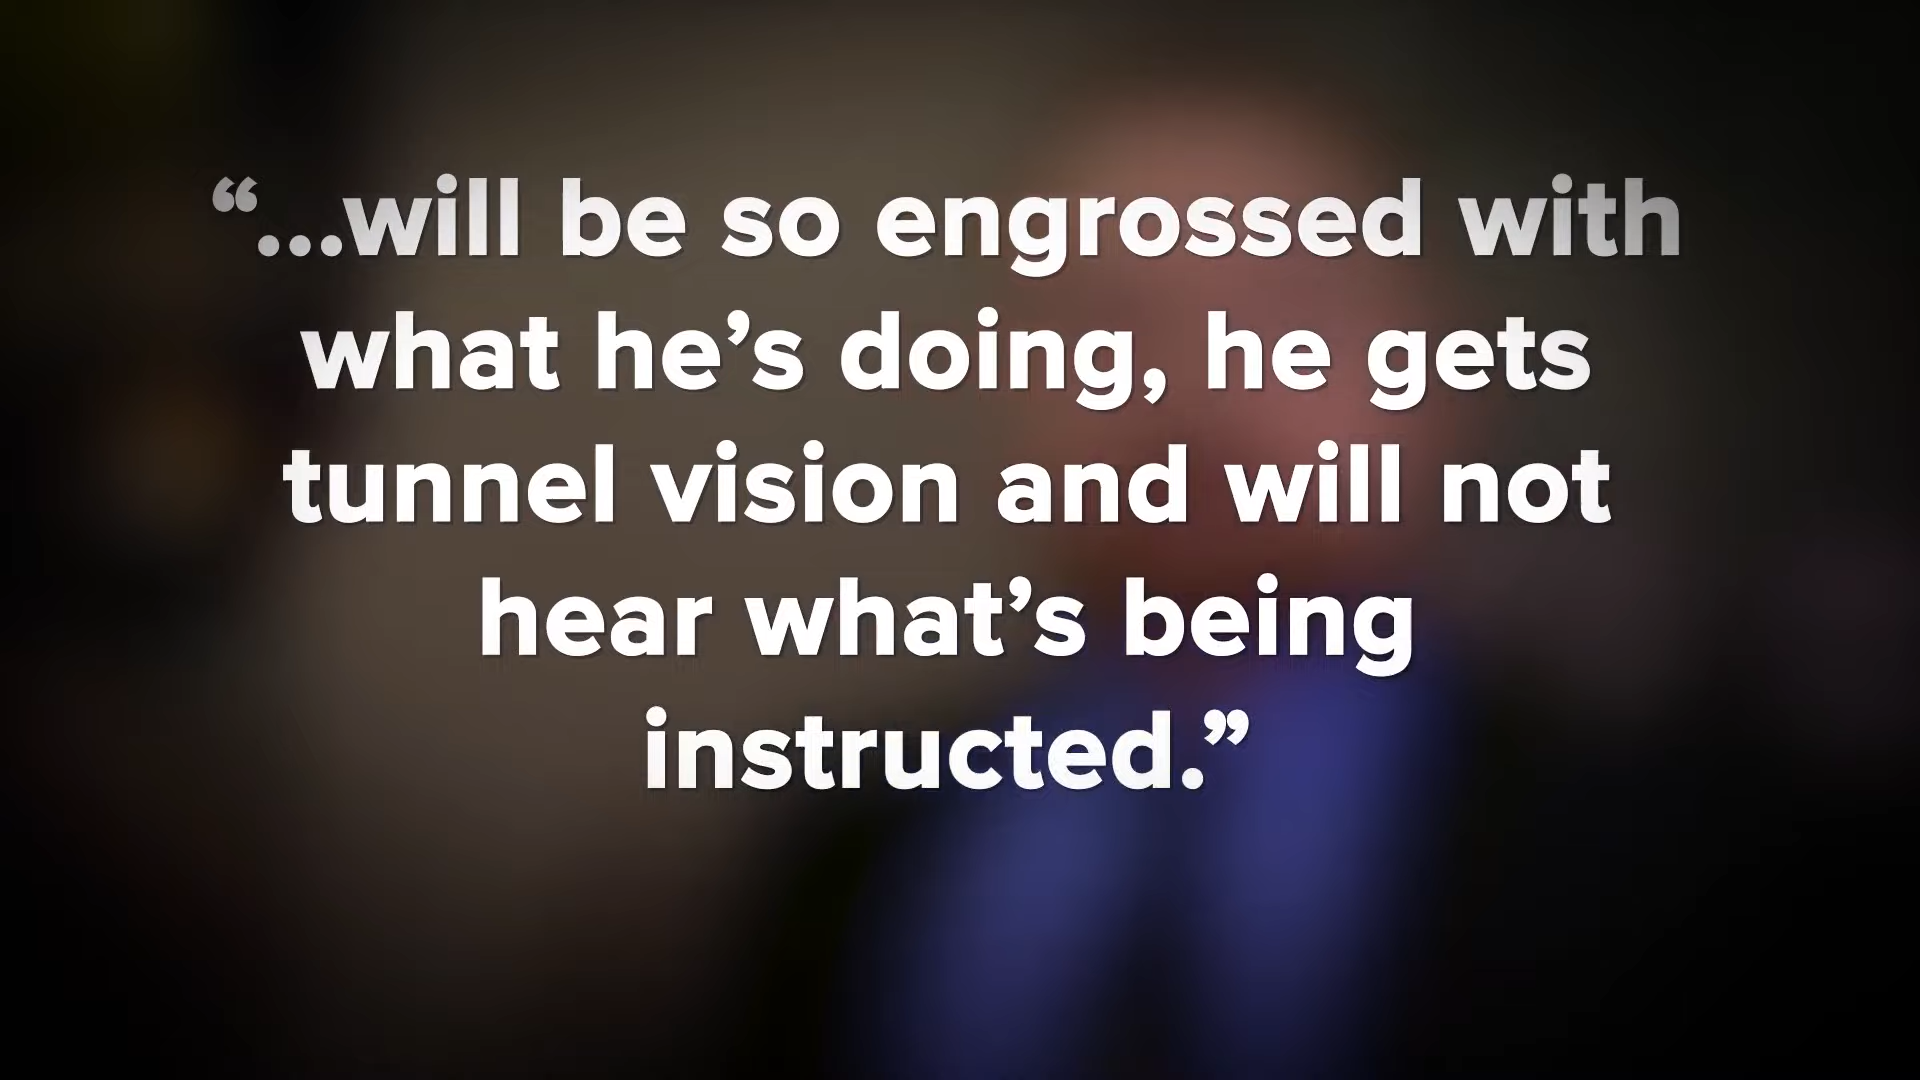 “...will be so engrossed with
what he’s doing, he gets
tunnel vision and will not
hear what’s being
instructed.”